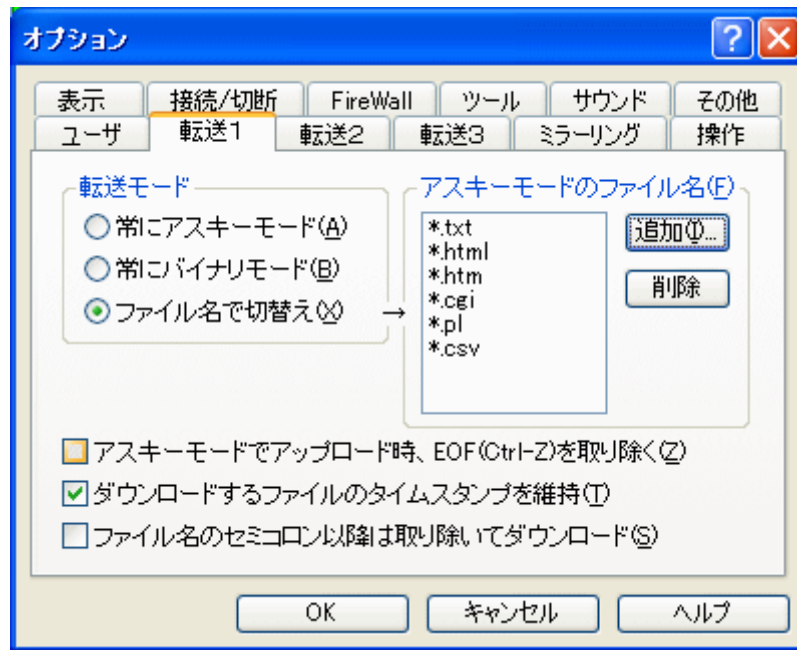 オプション
表示 接続/切断 FireWall ツール サウンド その他
ユーザ 転送1 転送2 転送3 ミラーリング 操作
転送モード
常にアスキーモード(A)
常にバイナリモード(B)
ファイル名で切替え(X) →
アスキーモードのファイル名(F)
*.txt
*.html
*.htm
*.cgi
*.pl
*.csv
追加(I)...
削除
アスキーモードでアップロード時、EOF(Ctrl-Z)を取り除く(Z)
ダウンロードするファイルのタイムスタンプを維持(T)
ファイル名のセミコロン以降は取り除いてダウンロード(S)
OK キャンセル ヘルプ